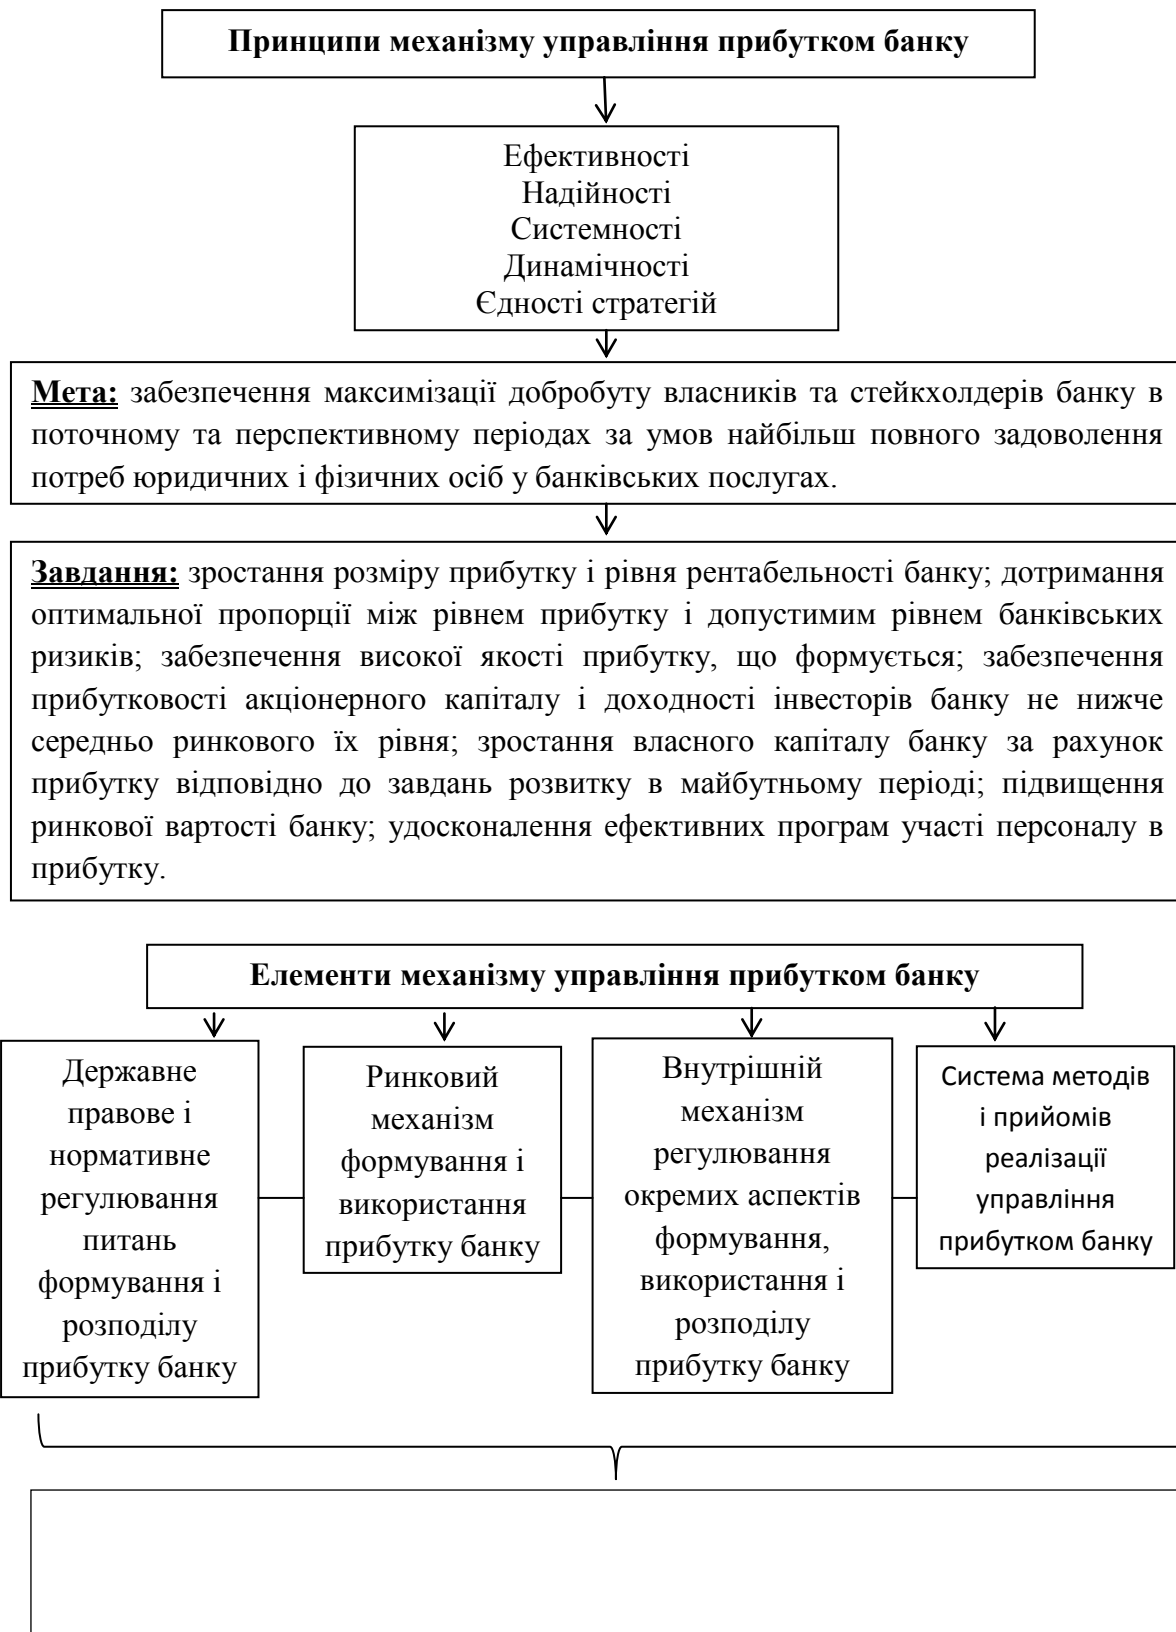 Принципи механізму управління прибутком банку
Ефективності
Надійності
Системності
Динамічності
Єдності стратегій
Мета: забезпечення максимізації добробуту власників та стейкхолдерів банку в
поточному та перспективному періодах за умов найбільш повного задоволення
потреб юридичних і фізичних осіб у банківських послугах.
Завдання: зростання розміру прибутку і рівня рентабельності банку; дотримання
оптимальної пропорції між рівнем прибутку і допустимим рівнем банківських
ризиків; забезпечення високої якості прибутку, що формується; забезпечення
прибутковості акціонерного капіталу і доходності інвесторів банку не нижче
середньо ринкового їх рівня; зростання власного капіталу банку за рахунок
прибутку відповідно до завдань розвитку в майбутньому періоді; підвищення
ринкової вартості банку; удосконалення ефективних програм участі персоналу в
прибутку.
Елементи механізму управління прибутком банку
Державне
правове і
нормативне
регулювання
питань
формування і
розподілу
прибутку банку
Ринковий
механізм
формування і
використання
прибутку банку
Внутрішній
механізм
регулювання
окремих аспектів
формування,
використання і
розподілу
прибутку банку
Система методів
і прийомів
реалізації
управління
прибутком банку